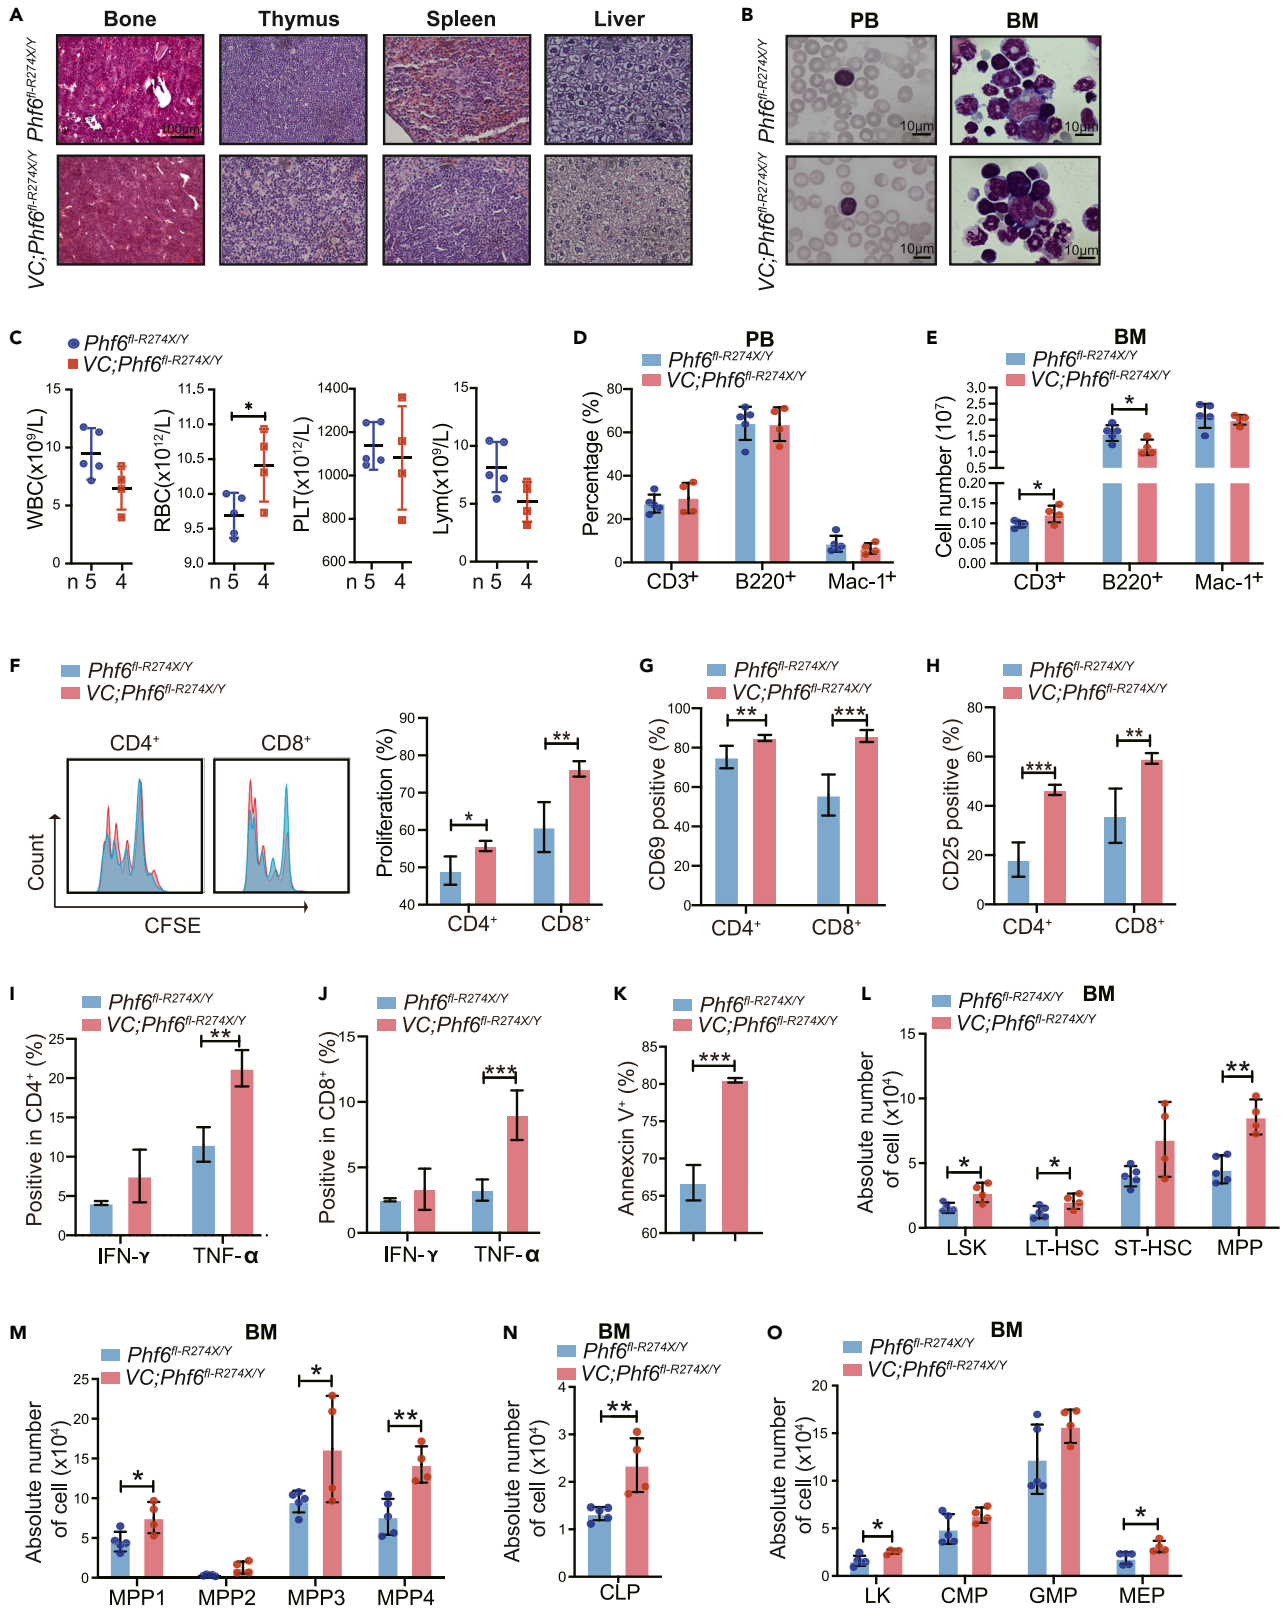 A
Bone Thymus Spleen Liver
Phf6fl-R274X/Y
100μm
VC;Phf6fl-R274X/Y
B
PB BM
Phf6fl-R274X/Y
10μm 10μm
VC;Phf6fl-R274X/Y
10μm 10μm
C
Phf6fl-R274X/Y
VC;Phf6fl-R274X/Y
WBC(x10⁹/L)
15
10
5
0
n 5 4
RBC(x10¹²/L)
11.5
11.0
10.5
10.0
9.5
9.0
*
5 4
PLT(x10¹²/L)
1400
1200
1000
800
600
5 4
Lym(x10⁹/L)
15
10
5
0
n 5 4
D
PB
Phf6fl-R274X/Y
VC;Phf6fl-R274X/Y
Percentage (%)
80
60
40
20
0
CD3+ B220+ Mac-1+
E
BM
Phf6fl-R274X/Y
VC;Phf6fl-R274X/Y
Cell number (10⁷)
3.0
2.5
2.0
1.5
1.0
0.5
0.20
0.15
0.10
0.05
0.00
* *
CD3+ B220+ Mac-1+
F
Phf6fl-R274X/Y
VC;Phf6fl-R274X/Y
CD4+ CD8+
Count
CFSE
Proliferation (%)
90
80
70
60
50
40
* **
CD4+ CD8+
G
Phf6fl-R274X/Y
VC;Phf6fl-R274X/Y
CD69 positive (%)
100
80
60
40
20
0
** ***
CD4+ CD8+
H
Phf6fl-R274X/Y
VC;Phf6fl-R274X/Y
CD25 positive (%)
80
60
40
20
0
*** **
CD4+ CD8+
I
Phf6fl-R274X/Y
VC;Phf6fl-R274X/Y
Positive in CD4+ (%)
25
20
15
10
5
0
**
IFN-γ TNF-α
J
Phf6fl-R274X/Y
VC;Phf6fl-R274X/Y
Positive in CD8+ (%)
15
10
5
0
***
IFN-γ TNF-α
K
Phf6fl-R274X/Y
VC;Phf6fl-R274X/Y
Annexcin V+ (%)
85
80
75
70
65
60
***
L
BM
Phf6fl-R274X/Y
VC;Phf6fl-R274X/Y
Absolute number
of cell (x10⁴)
15
10
5
0
* * **
LSK LT-HSC ST-HSC MPP
M
BM
Phf6fl-R274X/Y
VC;Phf6fl-R274X/Y
Absolute number
of cell (x10⁴)
25
20
15
10
5
0
* * **
MPP1 MPP2 MPP3 MPP4
N
BM
Phf6fl-R274X/Y
VC;Phf6fl-R274X/Y
Absolute number
of cell (x10⁴)
4
3
2
1
0
**
CLP
O
BM
Phf6fl-R274X/Y
VC;Phf6fl-R274X/Y
Absolute number
of cell (x10⁴)
20
15
10
5
0
* *
LK CMP GMP MEP